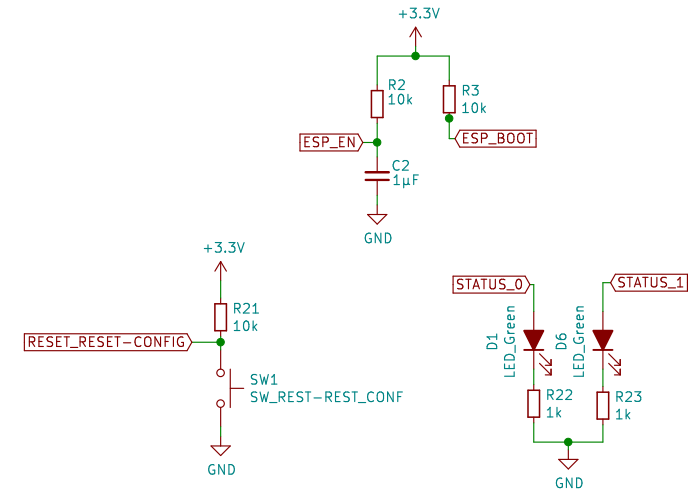 +3.3V
R2
10k
R3
10k
ESP_EN
ESP_BOOT
C2
1µF
GND
+3.3V
R21
10k
RESET_RESET-CONFIG
SW1
SW_REST-REST_CONF
GND
STATUS_0
STATUS_1
D1
LED_Green
D6
LED_Green
R22
1k
R23
1k
GND